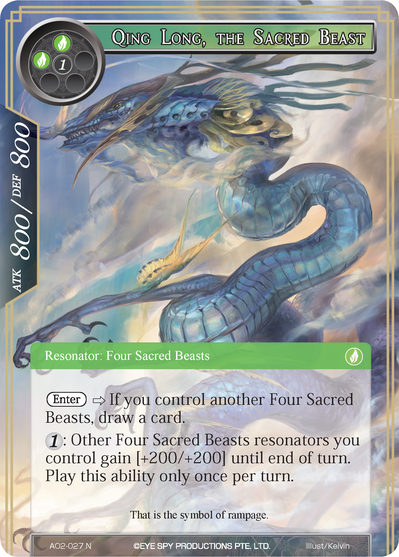 Qing Long, the Sacred Beast
1
ATK 800/DEF 800
Resonator: Four Sacred Beasts
Enter ⇨ If you control another Four Sacred
Beasts, draw a card.
1: Other Four Sacred Beasts resonators you
control gain [+200/+200] until end of turn.
Play this ability only once per turn.
That is the symbol of rampage.
A02-027 N ©EYE SPY PRODUCTIONS PTE. LTD. Illust/Kelvin